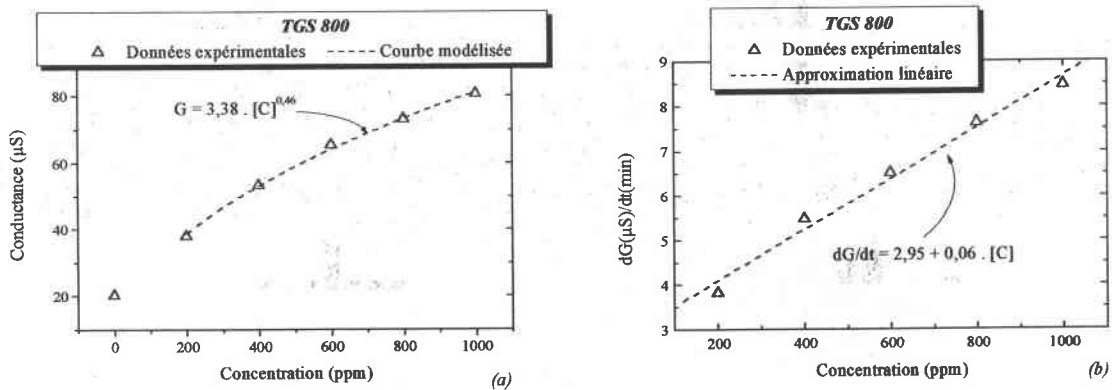 TGS 800
Données expérimentales Courbe modélisée
G = 3,38 . [C]^0,46
Conductance (µS)
80
60
40
20
0 200 400 600 800 1000
Concentration (ppm)
(a)
TGS 800
Données expérimentales
Approximation linéaire
dG(µS)/dt(min)
9
8
7
6
5
4
3
dG/dt = 2,95 + 0,06 . [C]
200 400 600 800 1000
Concentration (ppm)
(b)